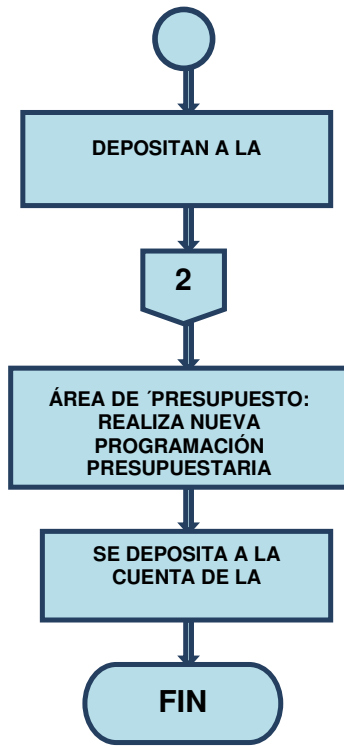 DEPOSITAN A LA
2
ÁREA DE ´PRESUPUESTO:
REALIZA NUEVA
PROGRAMACIÓN
PRESUPUESTARIA
SE DEPOSITA A LA
CUENTA DE LA
FIN